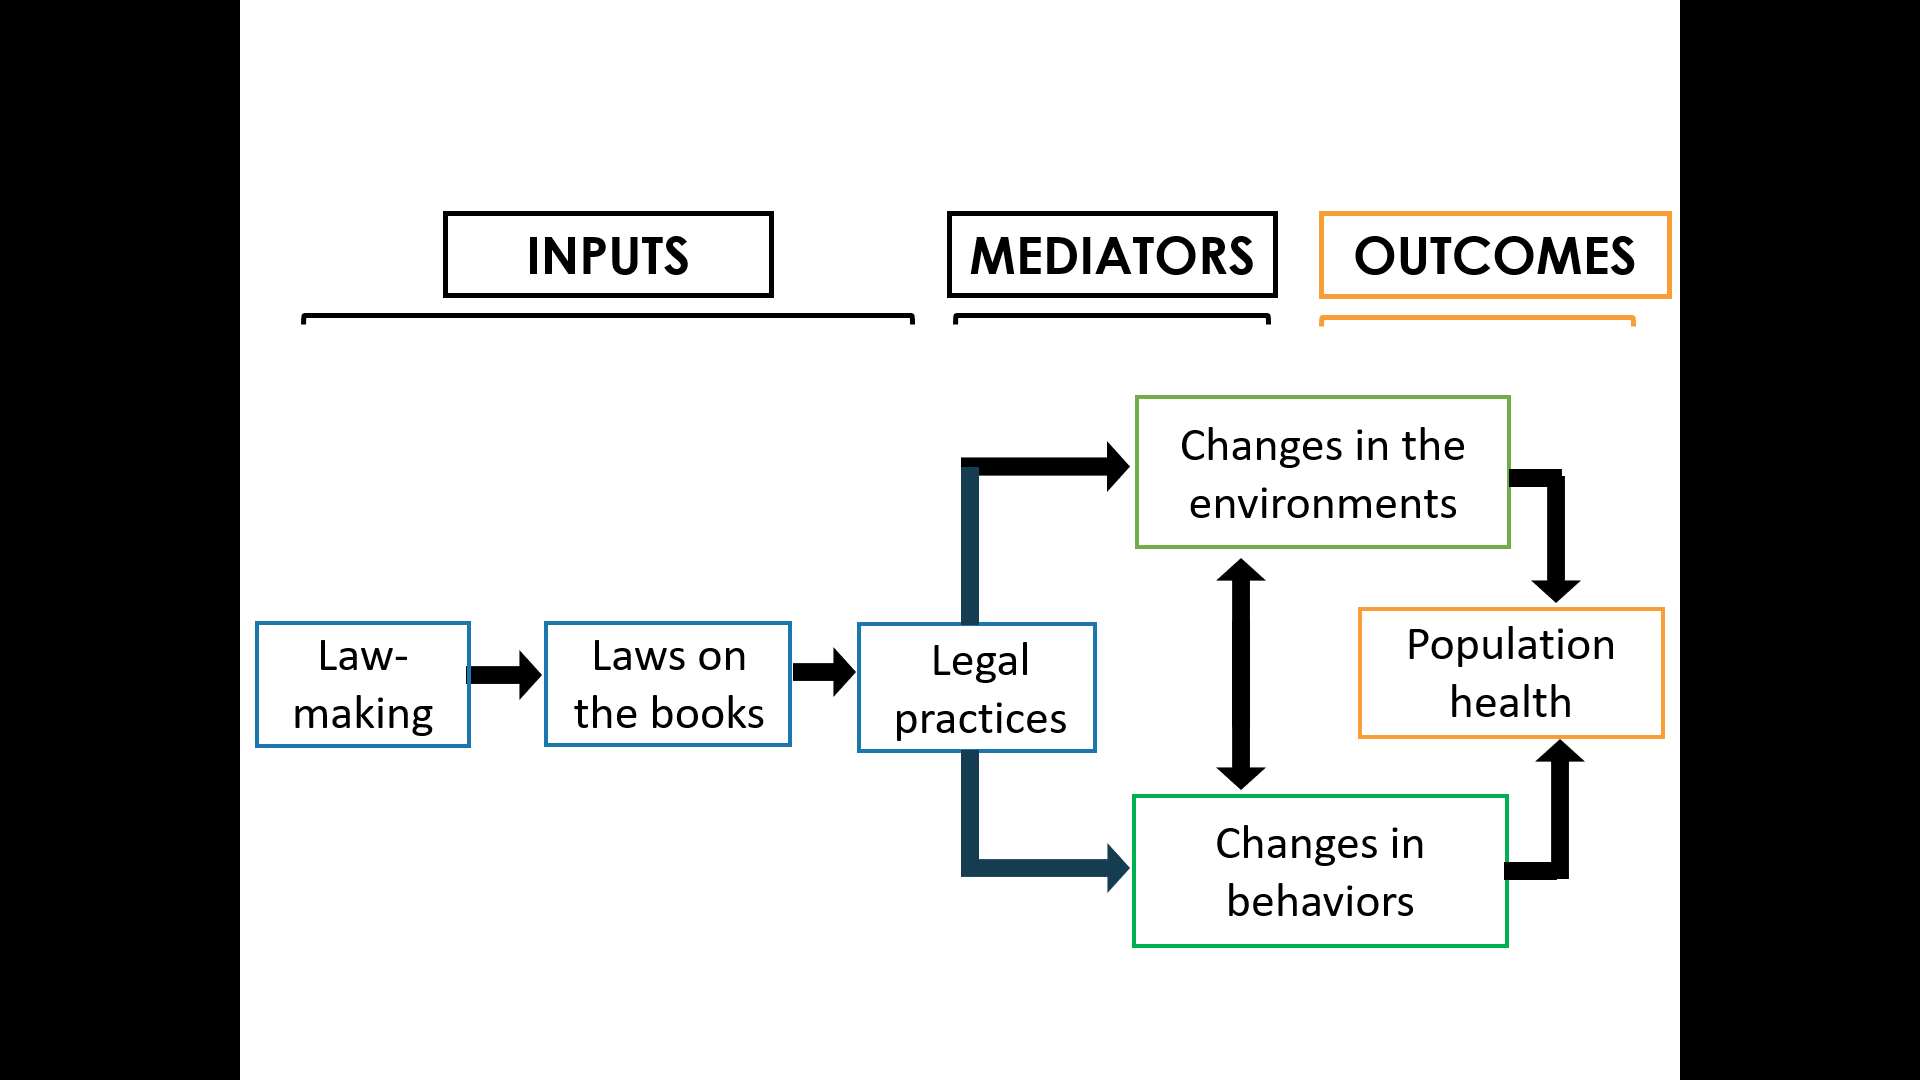 INPUTS
MEDIATORS
OUTCOMES
Changes in the
environments
Law-
making
Laws on
the books
Legal
practices
Population
health
Changes in
behaviors